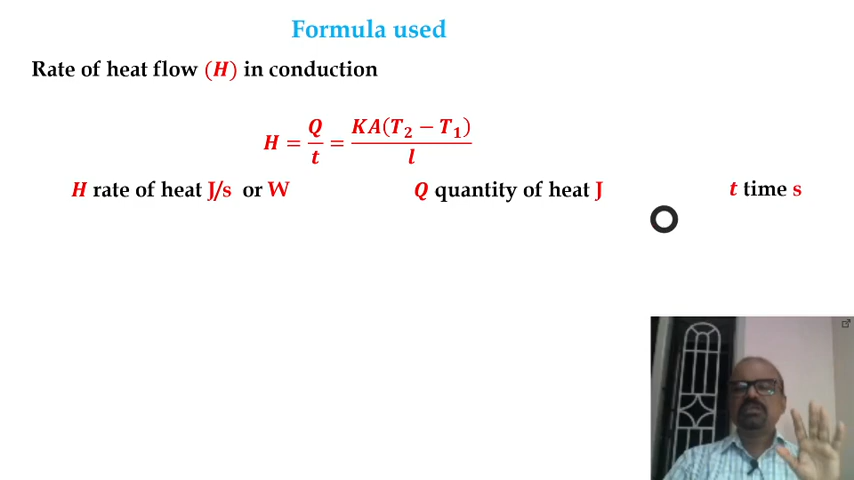 Formula used
Rate of heat flow (H) in conduction
H = Q/t = KA(T₂ − T₁)/l
H rate of heat J/s or W Q quantity of heat J t time s